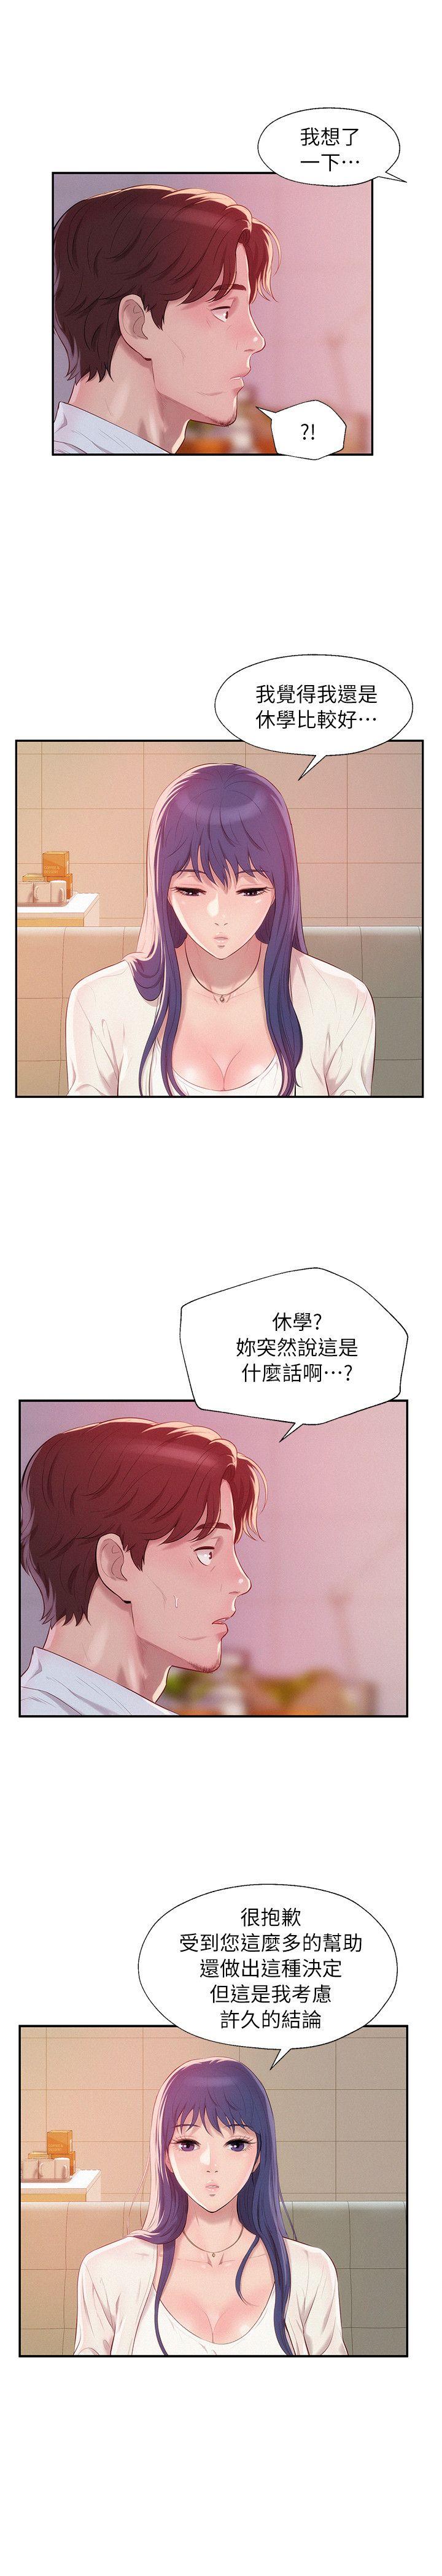 我想了
一下⋯
?!
我覺得我還是
休學比較好⋯
休學?
妳突然說這是
什麼話啊⋯?
很抱歉
受到您這麼多的幫助
還做出這種決定
但這是我考慮
許久的結論